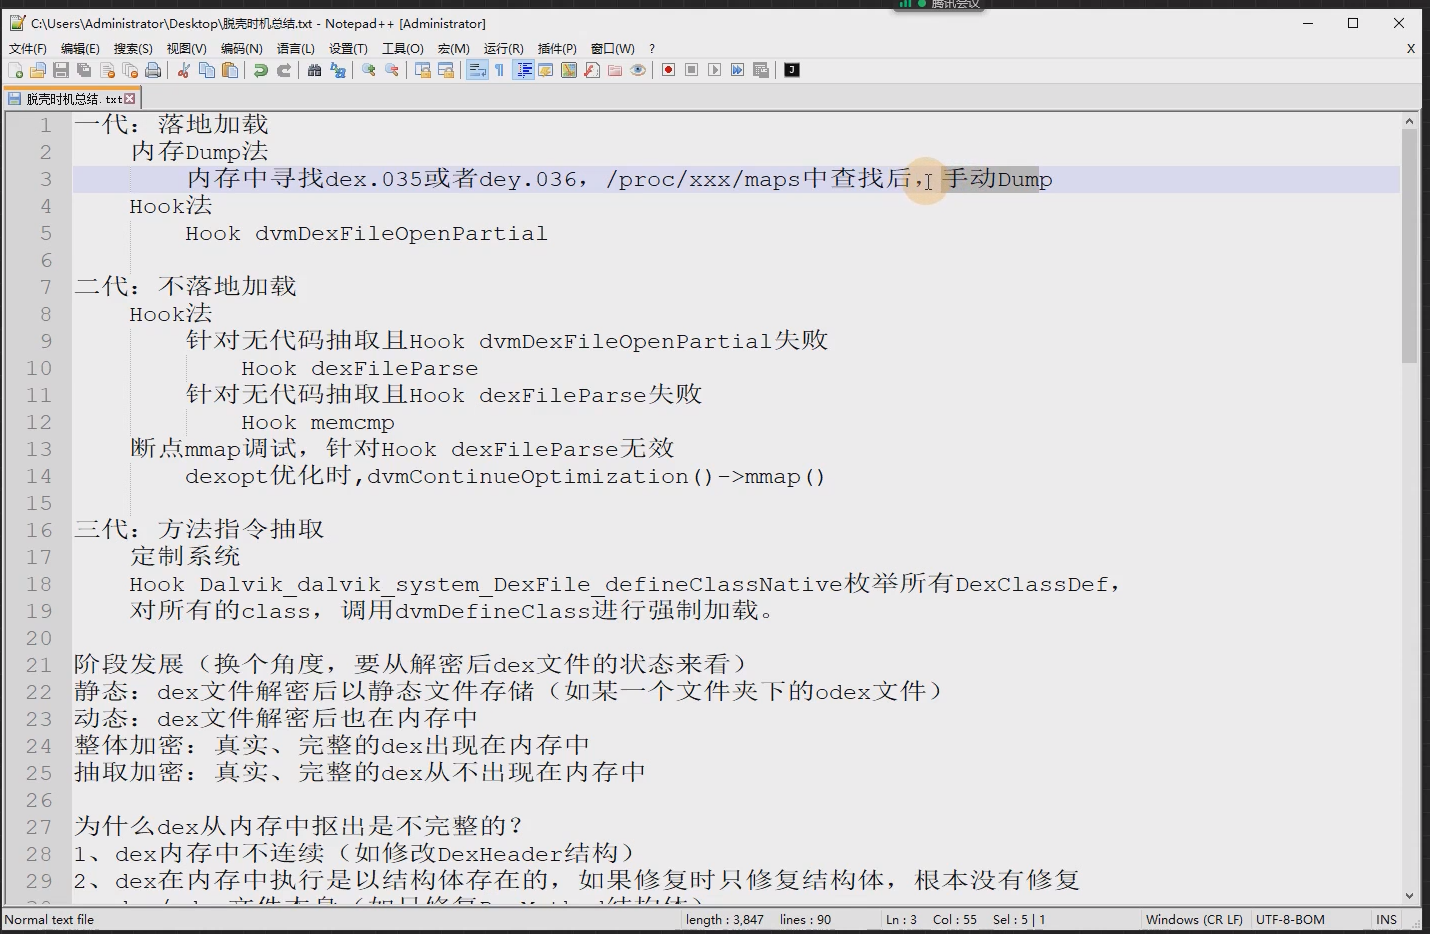 腾讯会议
C:\Users\Administrator\Desktop\脱壳时机总结.txt - Notepad++ [Administrator]
文件(F) 编辑(E) 搜索(S) 视图(V) 编码(N) 语言(L) 设置(T) 工具(O) 宏(M) 运行(R) 插件(P) 窗口(W) ? X
脱壳时机总结.txt
1 一代：落地加载
2 内存Dump法
3 内存中寻找dex.035或者dey.036，/proc/xxx/maps中查找后，手动Dump
4 Hook法
5 Hook dvmDexFileOpenPartial
6
7 二代：不落地加载
8 Hook法
9 针对无代码抽取且Hook dvmDexFileOpenPartial失败
10 Hook dexFileParse
11 针对无代码抽取且Hook dexFileParse失败
12 Hook memcmp
13 断点mmap调试，针对Hook dexFileParse无效
14 dexopt优化时,dvmContinueOptimization()->mmap()
15
16 三代：方法指令抽取
17 定制系统
18 Hook Dalvik_dalvik_system_DexFile_defineClassNative枚举所有DexClassDef，
19 对所有的class，调用dvmDefineClass进行强制加载。
20
21 阶段发展（换个角度，要从解密后dex文件的状态来看）
22 静态：dex文件解密后以静态文件存储（如某一个文件夹下的odex文件）
23 动态：dex文件解密后也在内存中
24 整体加密：真实、完整的dex出现在内存中
25 抽取加密：真实、完整的dex从不出现在内存中
26
27 为什么dex从内存中抠出是不完整的？
28 1、dex内存中不连续（如修改DexHeader结构）
29 2、dex在内存中执行是以结构体存在的，如果修复时只修复结构体，根本没有修复
Normal text file length : 3,847 lines : 90 Ln : 3 Col : 55 Sel : 5 | 1 Windows (CR LF) UTF-8-BOM INS